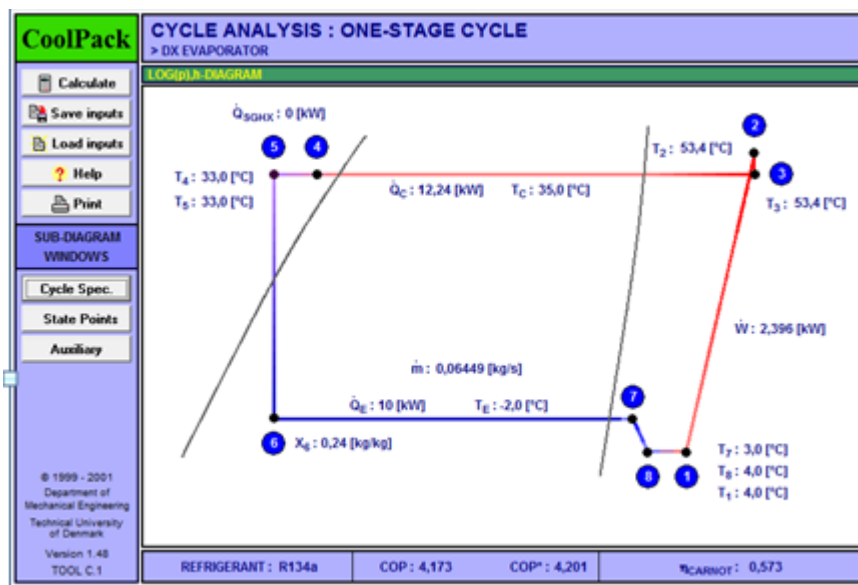 CoolPack
CYCLE ANALYSIS : ONE-STAGE CYCLE
> DX EVAPORATOR
LOG(p),h-DIAGRAM
Calculate
Save inputs
Load inputs
Help
Print
SUB-DIAGRAM
WINDOWS
Cycle Spec.
State Points
Auxiliary
© 1999 - 2001
Department of
Mechanical Engineering
Technical University
of Denmark
Version 1.48
TOOL C.1
Q̇SGHX : 0 [kW]
5
4
2
3
T4 : 33,0 [°C]
T5 : 33,0 [°C]
Q̇C : 12,24 [kW]
TC : 35,0 [°C]
T2 : 53,4 [°C]
T3 : 53,4 [°C]
Ẇ : 2,396 [kW]
ṁ : 0,06449 [kg/s]
Q̇E : 10 [kW]
TE : -2,0 [°C]
7
6
X6 : 0,24 [kg/kg]
8
1
T7 : 3,0 [°C]
T8 : 4,0 [°C]
T1 : 4,0 [°C]
REFRIGERANT : R134a
COP : 4,173
COP* : 4,201
ηCARNOT : 0,573